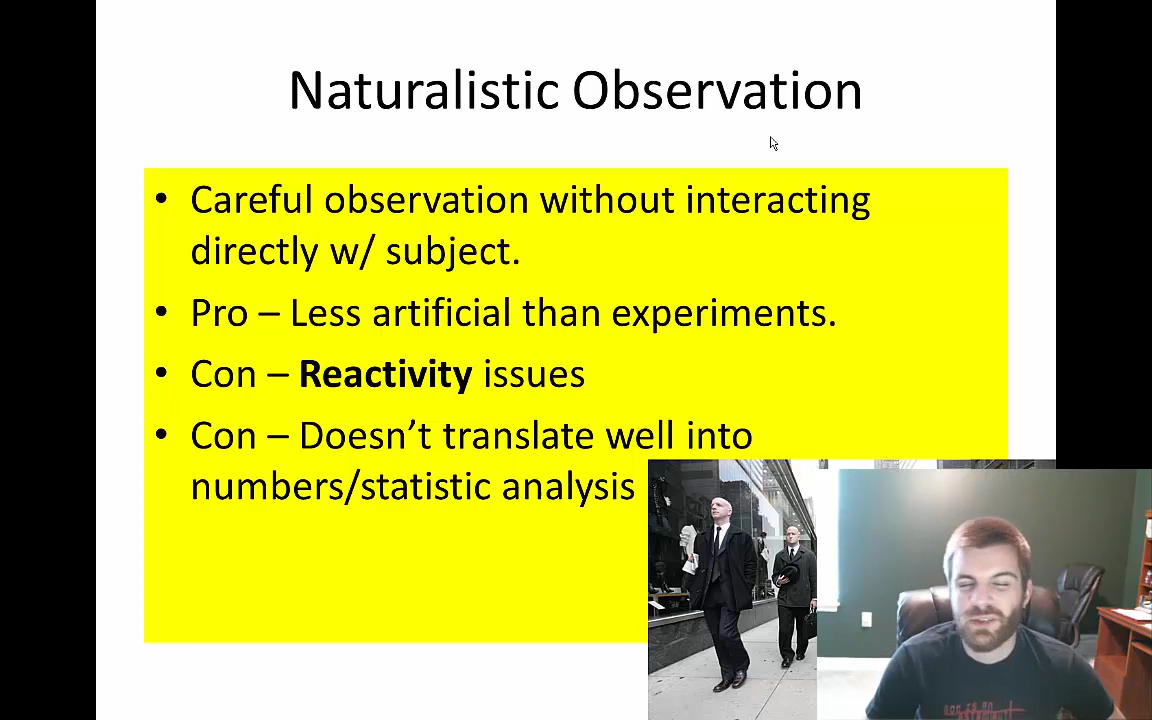 Naturalistic Observation
• Careful observation without interacting
directly w/ subject.
• Pro – Less artificial than experiments.
• Con – Reactivity issues
• Con – Doesn’t translate well into
numbers/statistic analysis